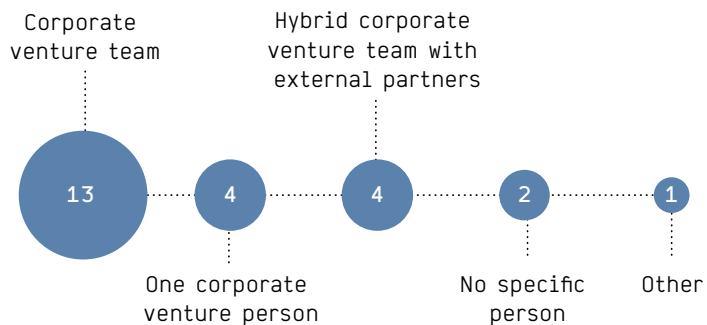 Corporate
venture team
Hybrid corporate
venture team with
external partners
13
4
4
2
1
One corporate
venture person
No specific
person
Other